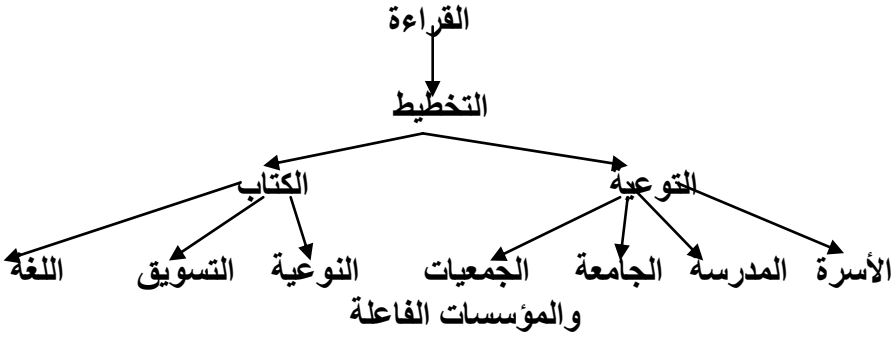 القراءة
التخطيط
التوعية الكتاب
الأسرة المدرسة الجامعة الجمعيات النوعية التسويق اللغة
والمؤسسات الفاعلة